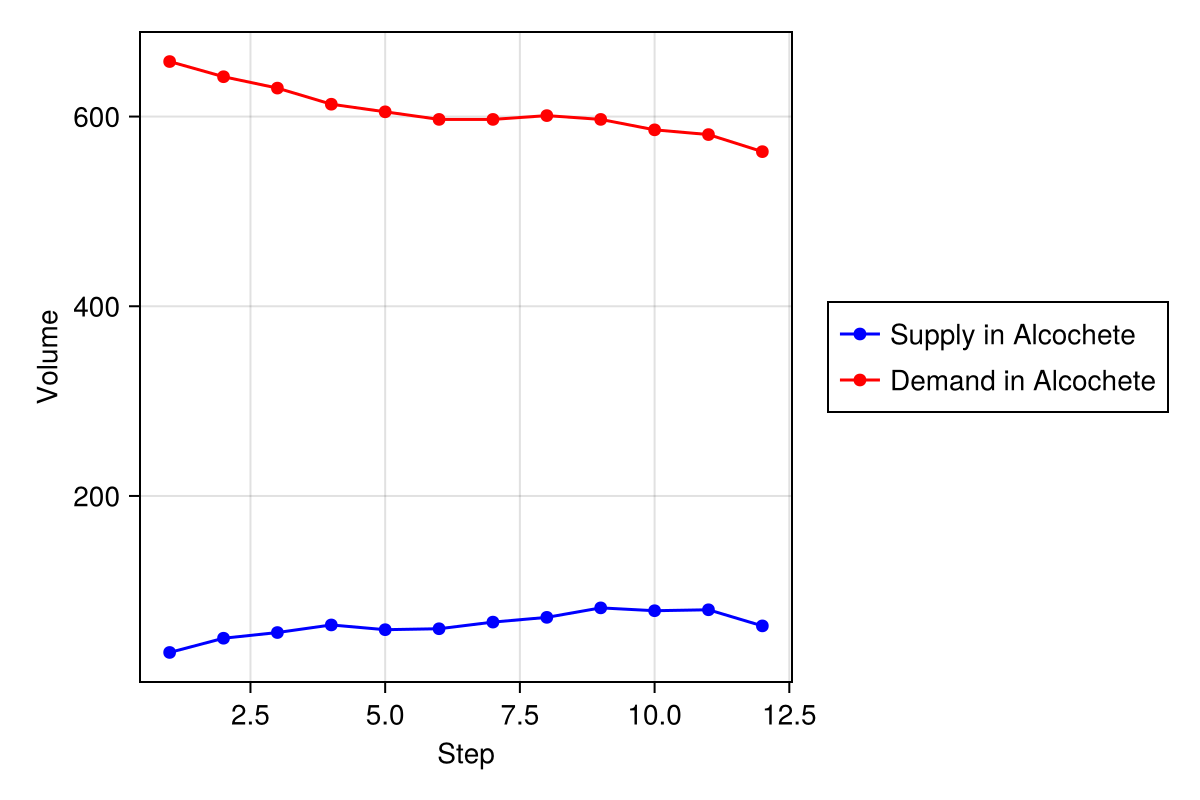 600
400
200
Volume
2.5 5.0 7.5 10.0 12.5
Step
Supply in Alcochete
Demand in Alcochete